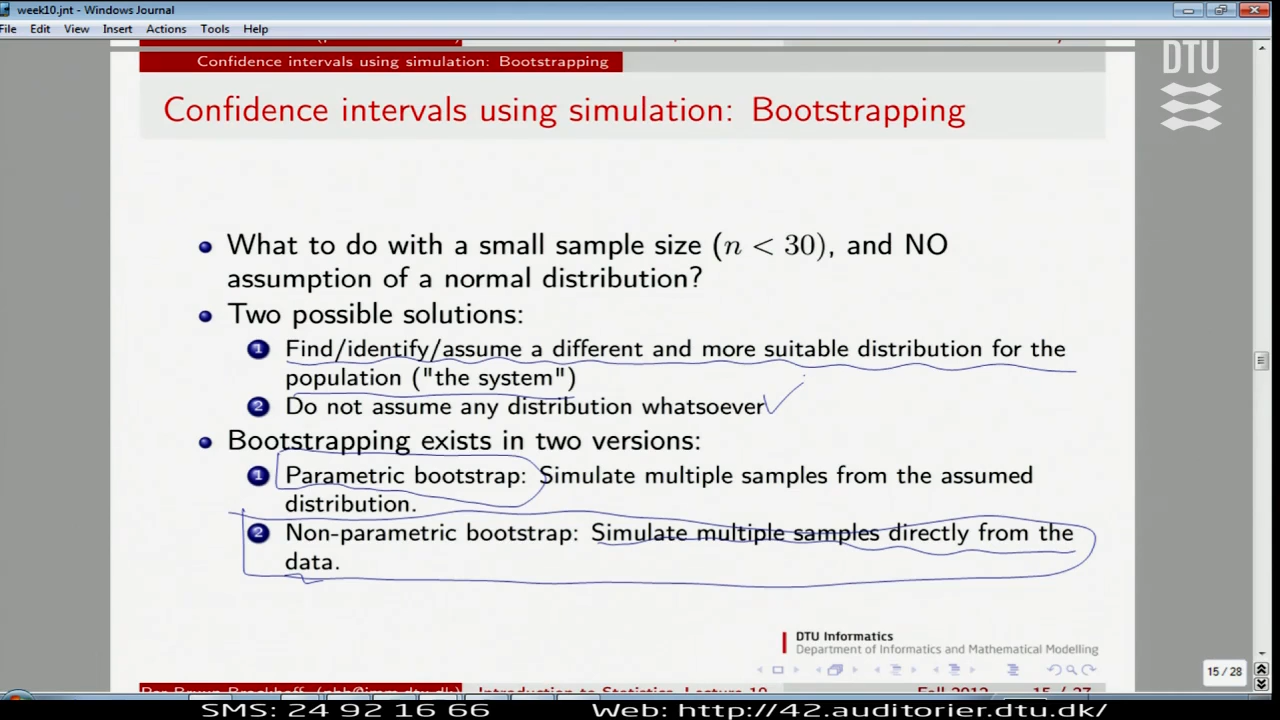 week10.jnt - Windows Journal
File Edit View Insert Actions Tools Help
Confidence intervals using simulation: Bootstrapping
DTU
Confidence intervals using simulation: Bootstrapping
What to do with a small sample size (n < 30), and NO
assumption of a normal distribution?
Two possible solutions:
1 Find/identify/assume a different and more suitable distribution for the
population ("the system")
2 Do not assume any distribution whatsoever
Bootstrapping exists in two versions:
1 Parametric bootstrap: Simulate multiple samples from the assumed
distribution.
2 Non-parametric bootstrap: Simulate multiple samples directly from the
data.
DTU Informatics
Department of Informatics and Mathematical Modelling
15 / 28
Introduction to Statistics, Lecture 10 Fall 2012 15 / 27
SMS: 24 92 16 66 Web: http://42.auditorier.dtu.dk/